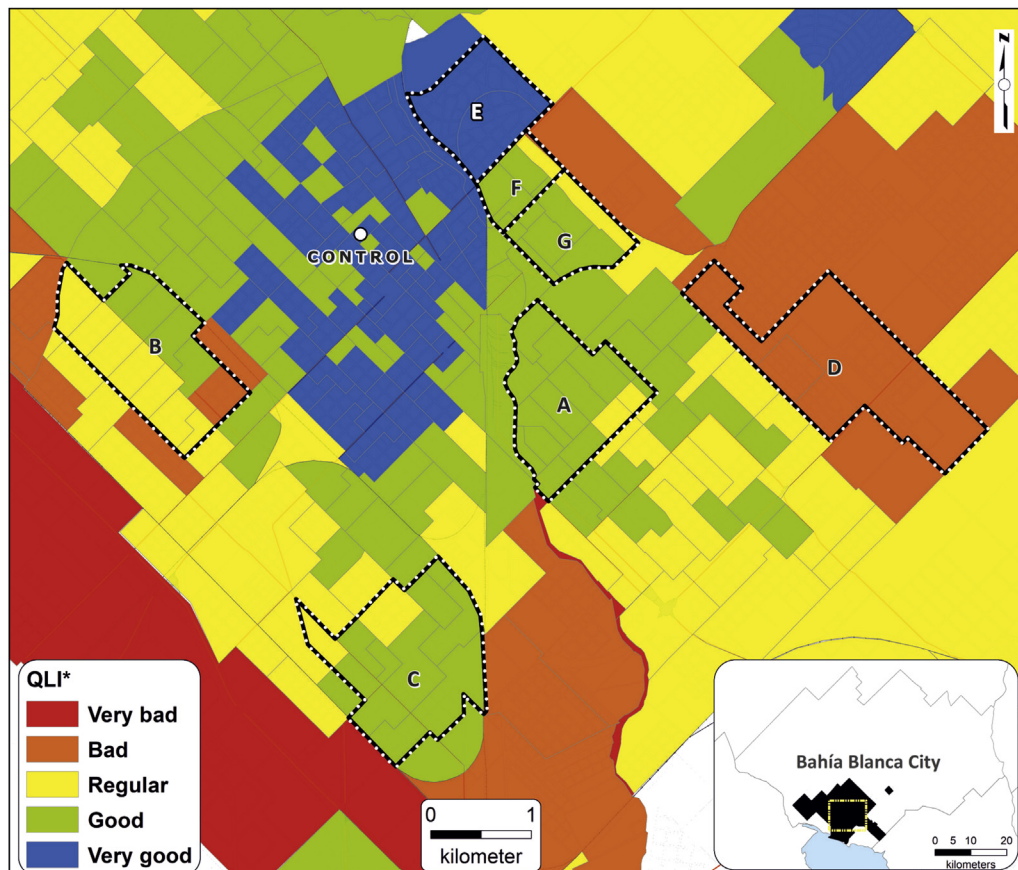 N
E
F
CONTROL
G
B
D
A
C
QLI*
Very bad
Bad
Regular
Good
Very good
0 1
kilometer
Bahía Blanca City
0 5 10 20
kilometers